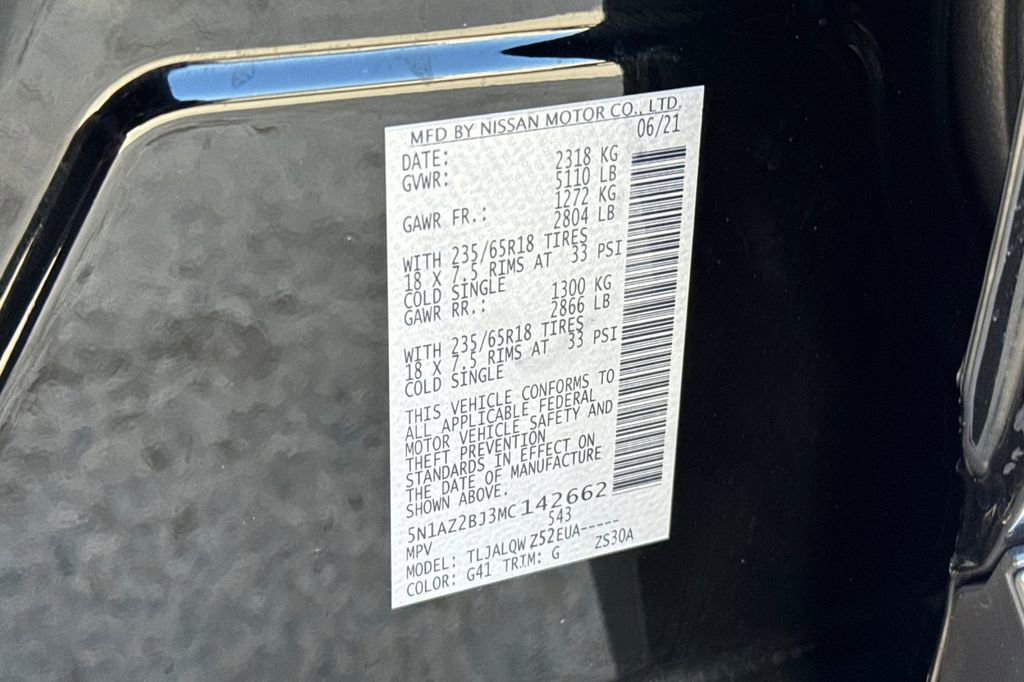 MFD BY NISSAN MOTOR CO., LTD.
DATE: 06/21
GVWR: 2318 KG
5110 LB
GAWR FR.: 1272 KG
2804 LB
WITH 235/65R18 TIRES
18 X 7.5 RIMS AT 33 PSI
COLD SINGLE
GAWR RR.: 1300 KG
2866 LB
WITH 235/65R18 TIRES
18 X 7.5 RIMS AT 33 PSI
COLD SINGLE
THIS VEHICLE CONFORMS TO
ALL APPLICABLE FEDERAL
MOTOR VEHICLE SAFETY AND
THEFT PREVENTION
STANDARDS IN EFFECT ON
THE DATE OF MANUFACTURE
SHOWN ABOVE.
5N1AZ2BJ3MC142662
MPV 543
MODEL: TLJALQWZ52EUA-----
COLOR: G41 TRIM: G ZS30A